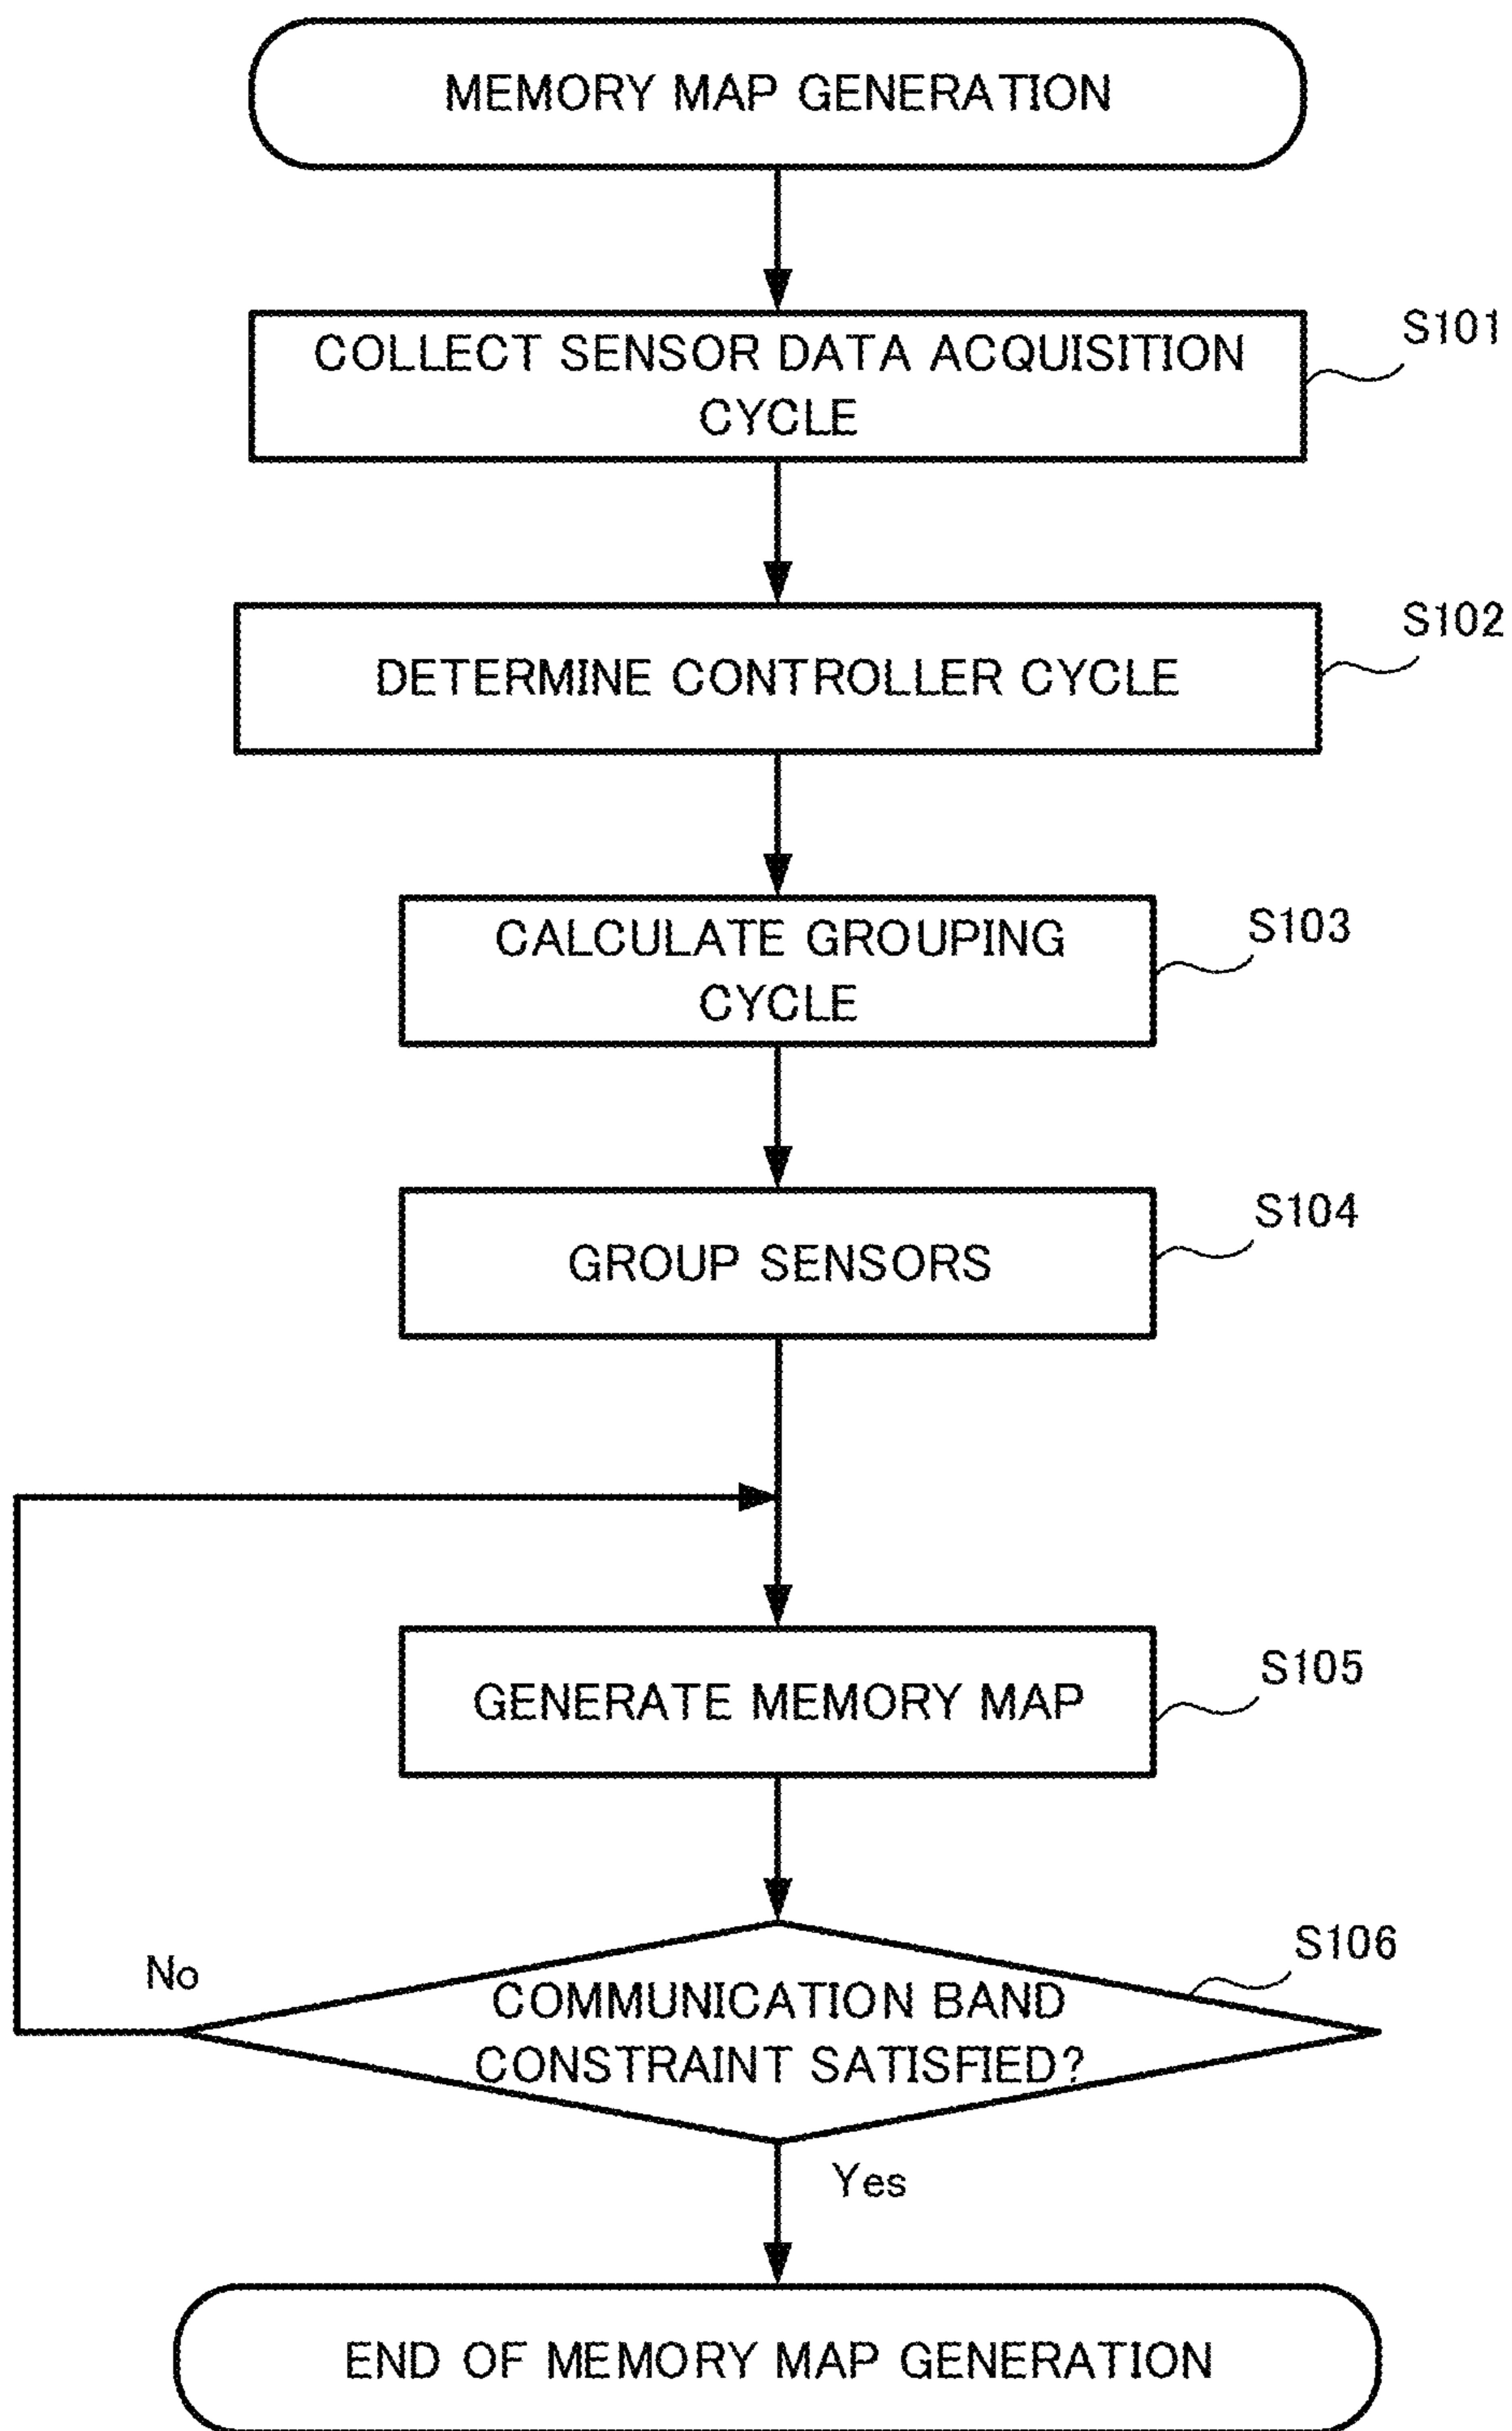 MEMORY MAP GENERATION
COLLECT SENSOR DATA ACQUISITION
CYCLE
S101
DETERMINE CONTROLLER CYCLE
S102
CALCULATE GROUPING
CYCLE
S103
GROUP SENSORS
S104
GENERATE MEMORY MAP
S105
COMMUNICATION BAND
CONSTRAINT SATISFIED?
S106
No
Yes
END OF MEMORY MAP GENERATION